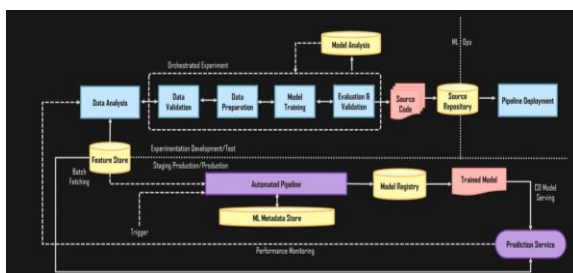 Model Analysis
ML
Ops
Orchestrated Experiment
Data Analysis
Data
Validation
Data
Preparation
Model
Training
Evaluation &
Validation
Source
Code
Source
Repository
Pipeline Deployment
Feature Store
Experimentation Development/Test
Staging Production/Production
Batch
Fetching
Automated Pipeline
Model Registry
Trained Model
CD Model
Serving
ML Metadata Store
Trigger
Performance Monitoring
Prediction Service